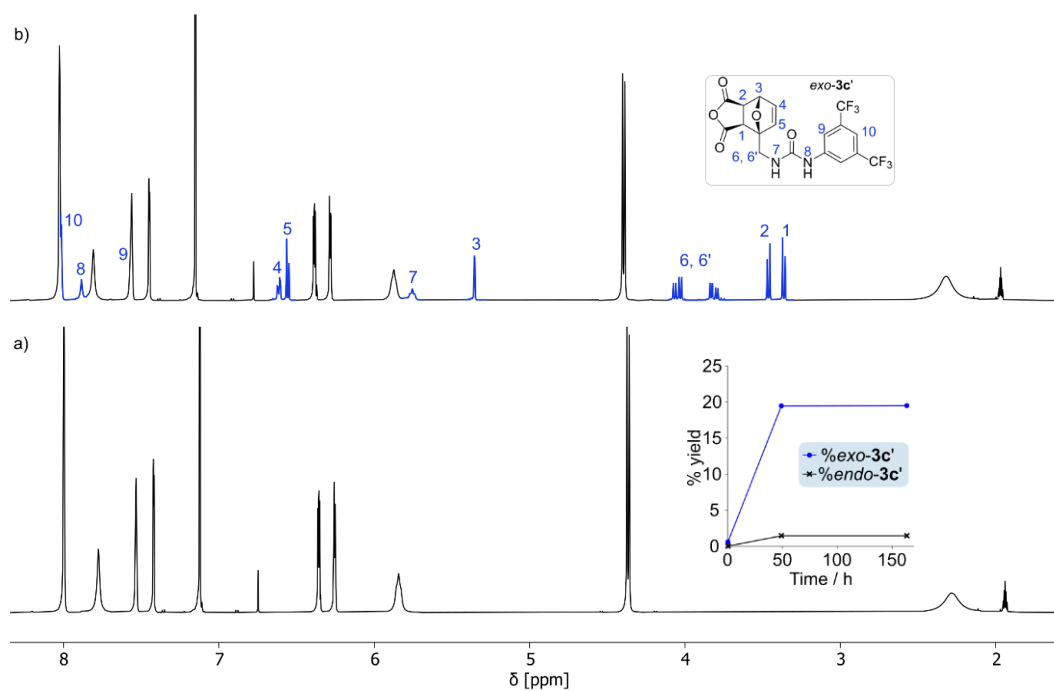 b)
exo-3c'
O
3
2
4
O
O
5
CF₃
O
1
O
9
10
6, 6'
7
8
N
H
N
H
CF₃
10
8
9
4
5
7
3
6, 6'
2
1
a)
25
20
15
10
5
0
% yield
%exo-3c'
%endo-3c'
0
50
100
150
Time / h
8
7
6
5
4
3
2
δ [ppm]